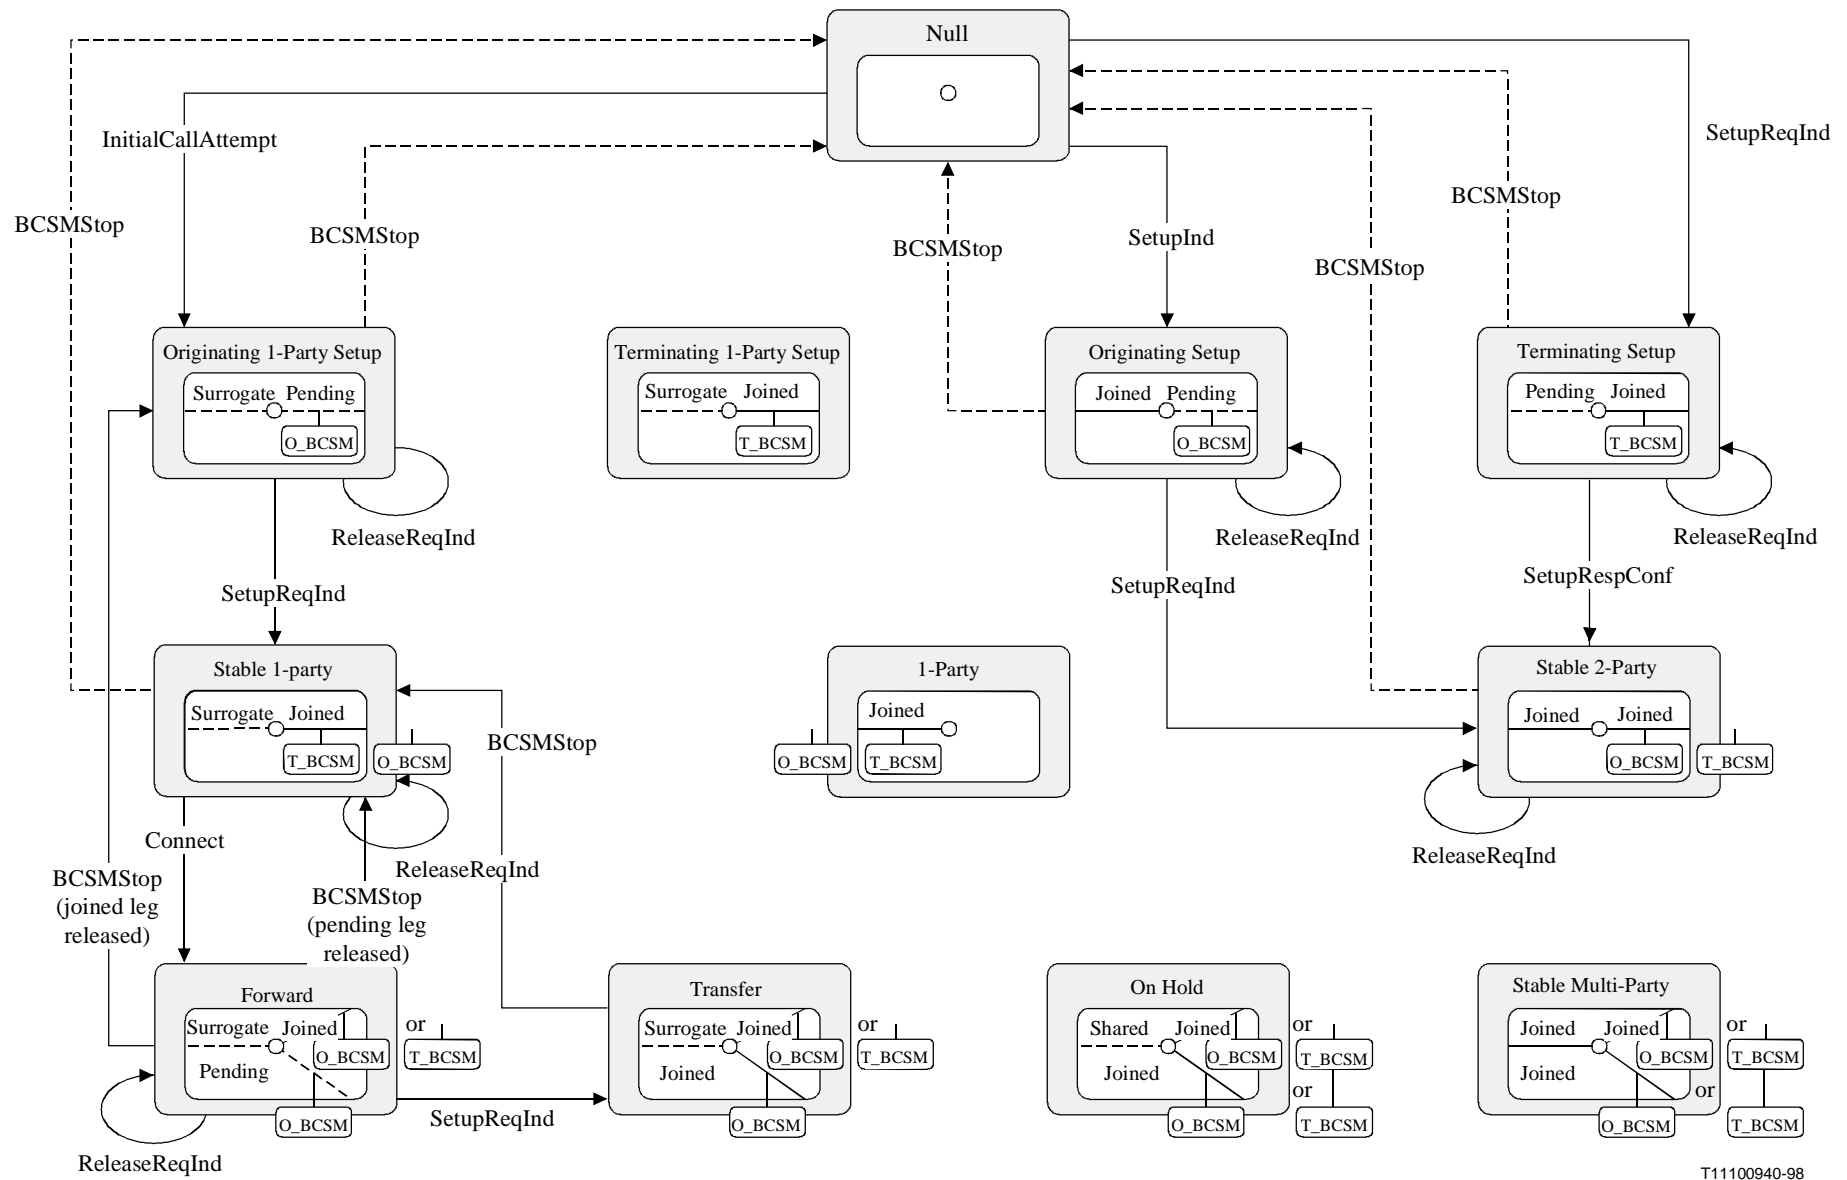 Null
InitialCallAttempt
SetupReqInd
BCSMStop
BCSMStop
BCSMStop
BCSMStop
SetupInd
BCSMStop
Originating 1-Party Setup
Surrogate Pending
O_BCSM
Terminating 1-Party Setup
Surrogate Joined
T_BCSM
Originating Setup
Joined Pending
O_BCSM
Terminating Setup
Pending Joined
T_BCSM
ReleaseReqInd
ReleaseReqInd
ReleaseReqInd
SetupReqInd
SetupReqInd
SetupRespConf
Stable 1-party
Surrogate Joined
T_BCSM
O_BCSM
BCSMStop
1-Party
Joined
O_BCSM
T_BCSM
Stable 2-Party
Joined Joined
O_BCSM
T_BCSM
Connect
ReleaseReqInd
ReleaseReqInd
BCSMStop
(joined leg
released)
BCSMStop
(pending leg
released)
Forward
Surrogate Joined
O_BCSM
or
T_BCSM
Pending
O_BCSM
SetupReqInd
ReleaseReqInd
Transfer
Surrogate Joined
O_BCSM
or
T_BCSM
Joined
O_BCSM
On Hold
Shared Joined
O_BCSM
or
T_BCSM
Joined
or
O_BCSM
T_BCSM
Stable Multi-Party
Joined Joined
O_BCSM
or
T_BCSM
Joined
or
O_BCSM
T_BCSM
T11100940-98